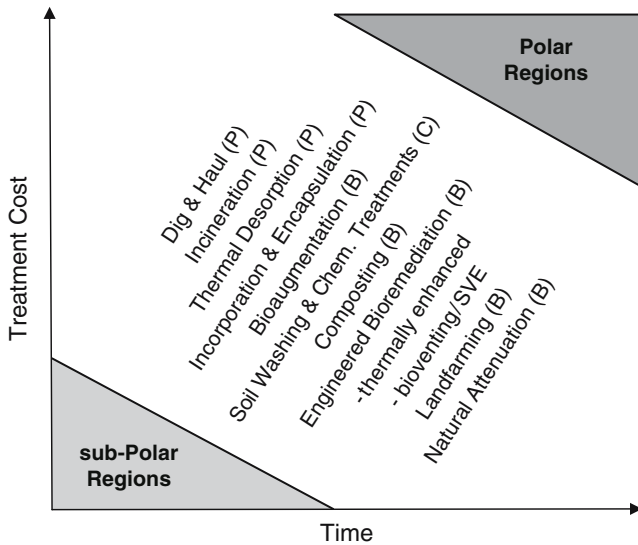 Treatment Cost
Polar
Regions
Dig & Haul (P)
Incineration (P)
Thermal Desorption (P)
Incorporation & Encapsulation (P)
Bioaugmentation (B)
Soil Washing & Chem. Treatments (C)
Composting (B)
Engineered Bioremediation (B)
-thermally enhanced
- bioventing/SVE
Landfarming (B)
Natural Attenuation (B)
sub-Polar
Regions
Time